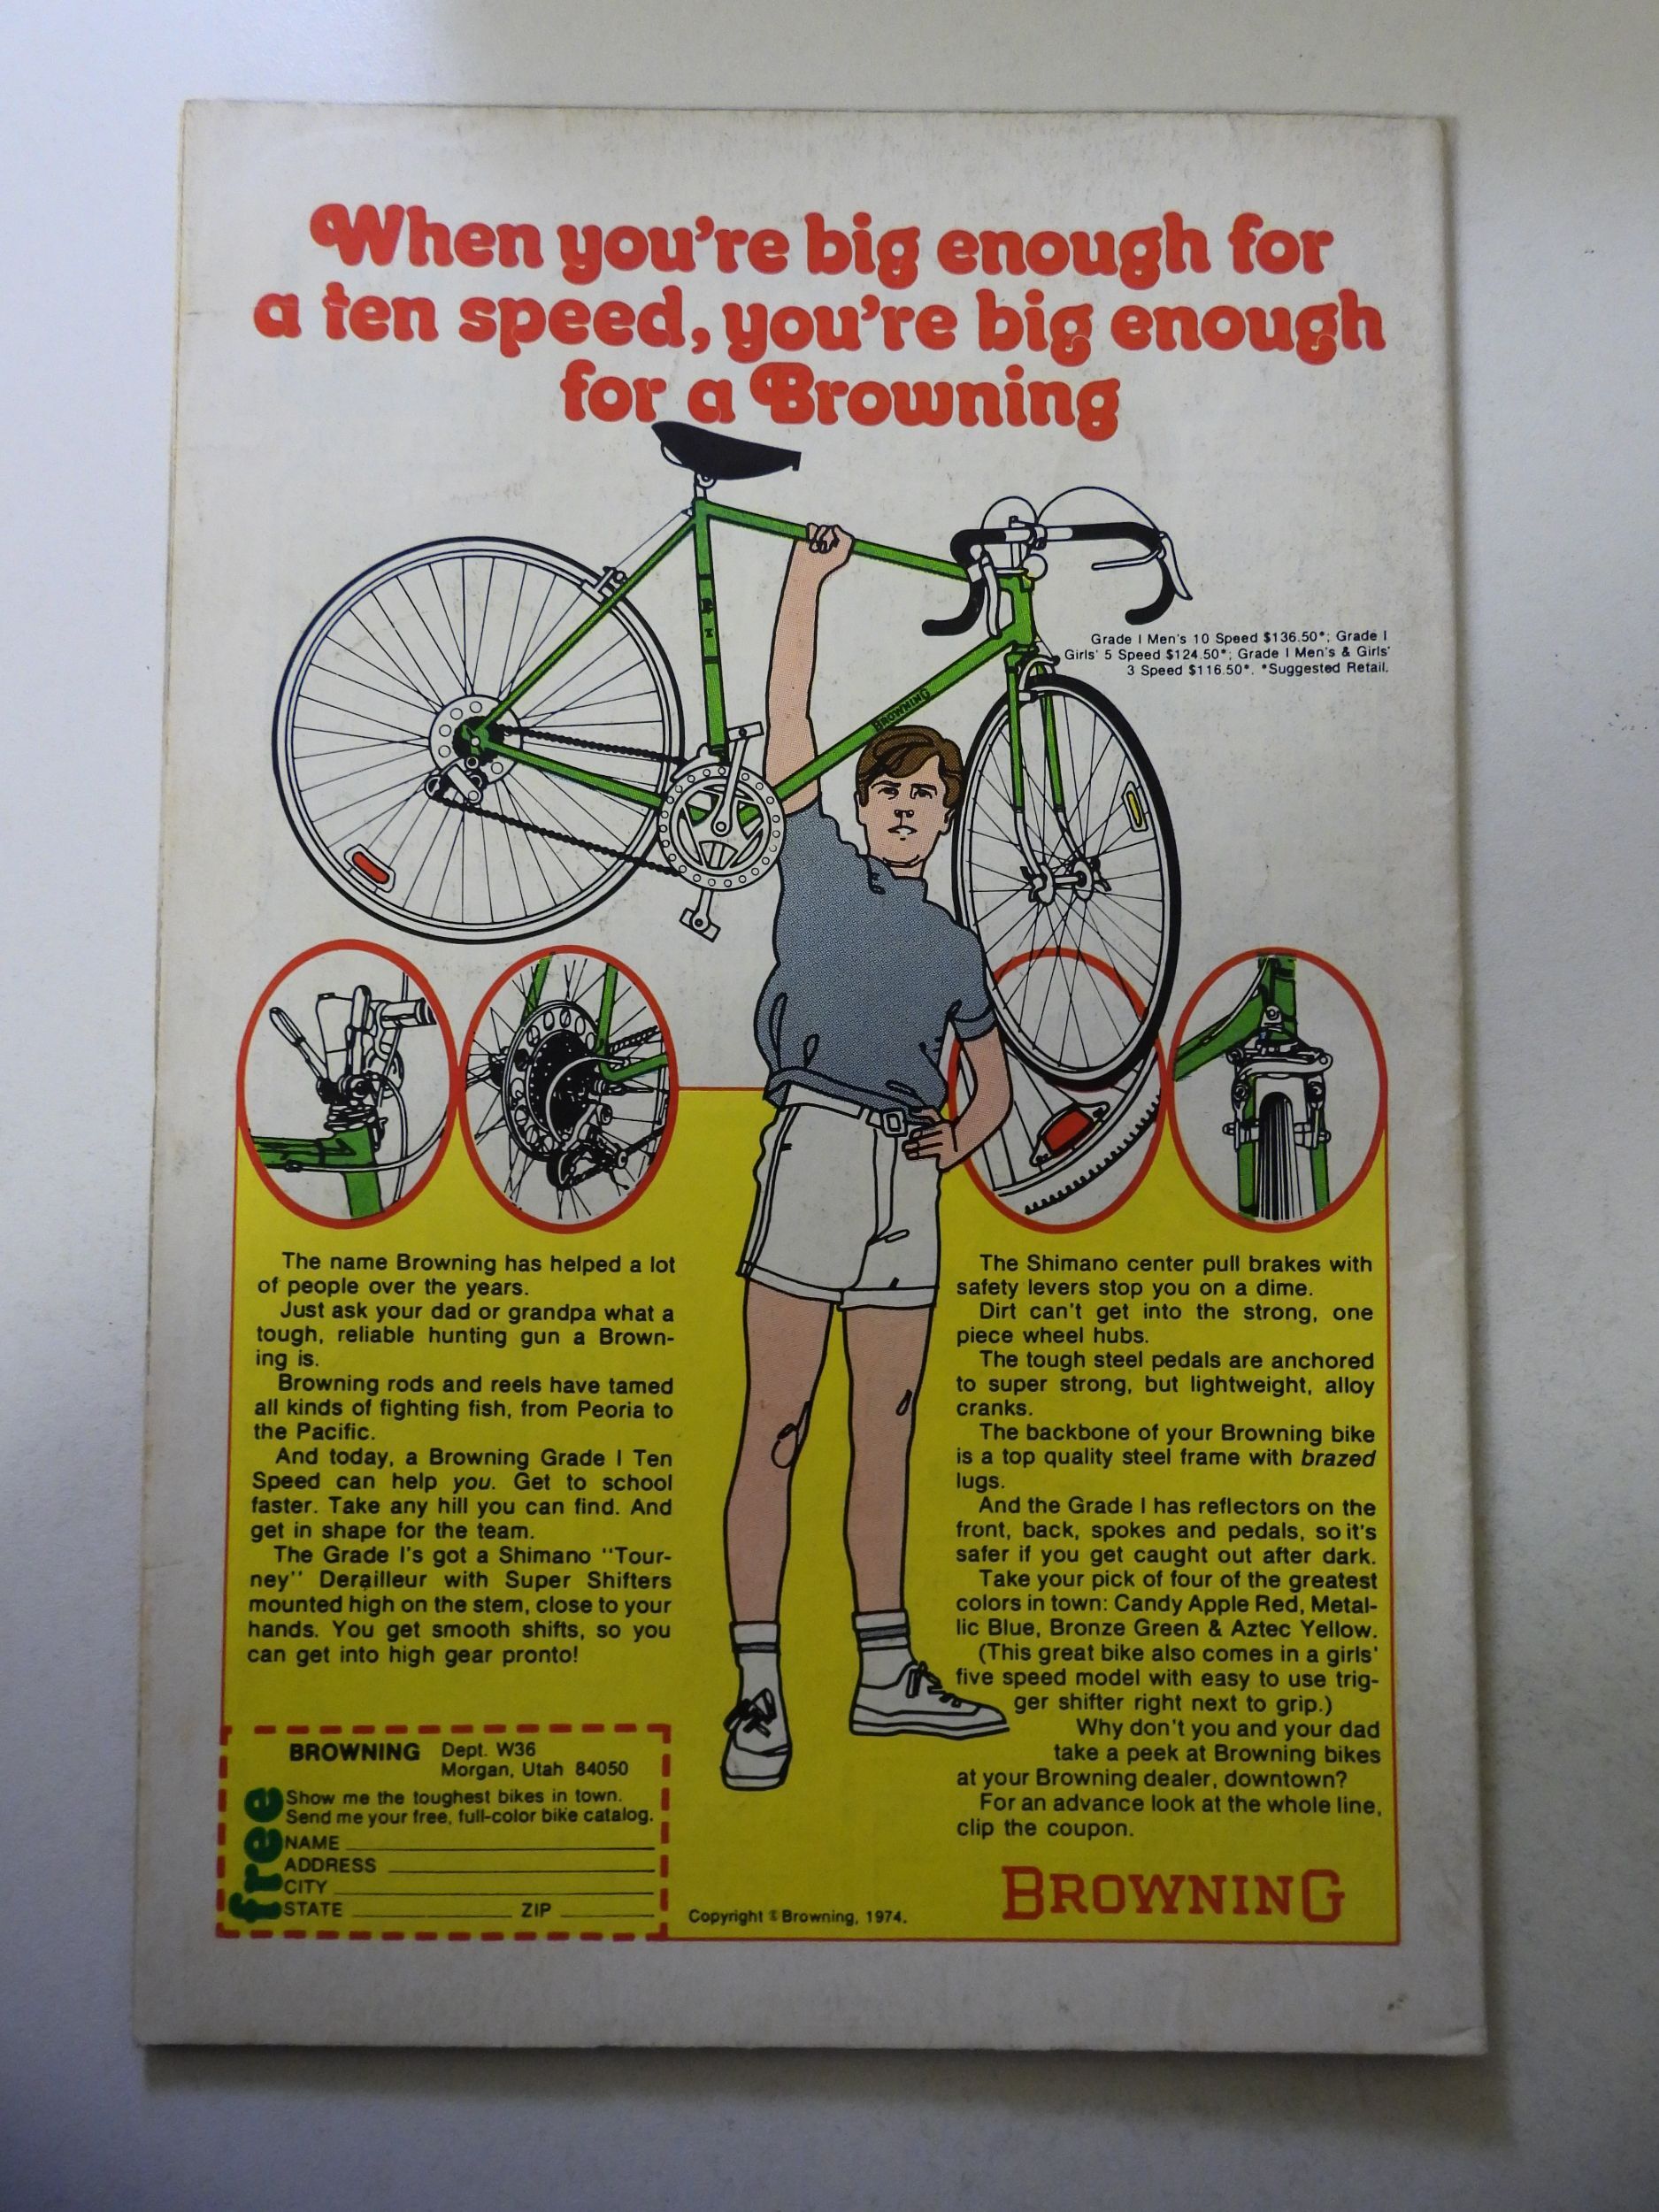 When you're big enough for
a ten speed, you're big enough
for a Browning
BROWNING
Grade I Men's 10 Speed $136.50*; Grade I
Girls' 5 Speed $124.50*; Grade I Men's & Girls'
3 Speed $116.50*. *Suggested Retail.
The name Browning has helped a lot
of people over the years.
Just ask your dad or grandpa what a
tough, reliable hunting gun a Brown-
ing is.
Browning rods and reels have tamed
all kinds of fighting fish, from Peoria to
the Pacific.
And today, a Browning Grade I Ten
Speed can help you. Get to school
faster. Take any hill you can find. And
get in shape for the team.
The Grade I's got a Shimano "Tour-
ney" Derailleur with Super Shifters
mounted high on the stem, close to your
hands. You get smooth shifts, so you
can get into high gear pronto!
The Shimano center pull brakes with
safety levers stop you on a dime.
Dirt can't get into the strong, one
piece wheel hubs.
The tough steel pedals are anchored
to super strong, but lightweight, alloy
cranks.
The backbone of your Browning bike
is a top quality steel frame with brazed
lugs.
And the Grade I has reflectors on the
front, back, spokes and pedals, so it's
safer if you get caught out after dark.
Take your pick of four of the greatest
colors in town: Candy Apple Red, Metal-
lic Blue, Bronze Green & Aztec Yellow.
(This great bike also comes in a girls'
five speed model with easy to use trig-
ger shifter right next to grip.)
Why don't you and your dad
take a peek at Browning bikes
at your Browning dealer, downtown?
For an advance look at the whole line,
clip the coupon.
BROWNING Dept. W36
Morgan, Utah 84050
free
Show me the toughest bikes in town.
Send me your free, full-color bike catalog.
NAME
ADDRESS
CITY
STATE ZIP
Copyright © Browning, 1974.
BROWNING